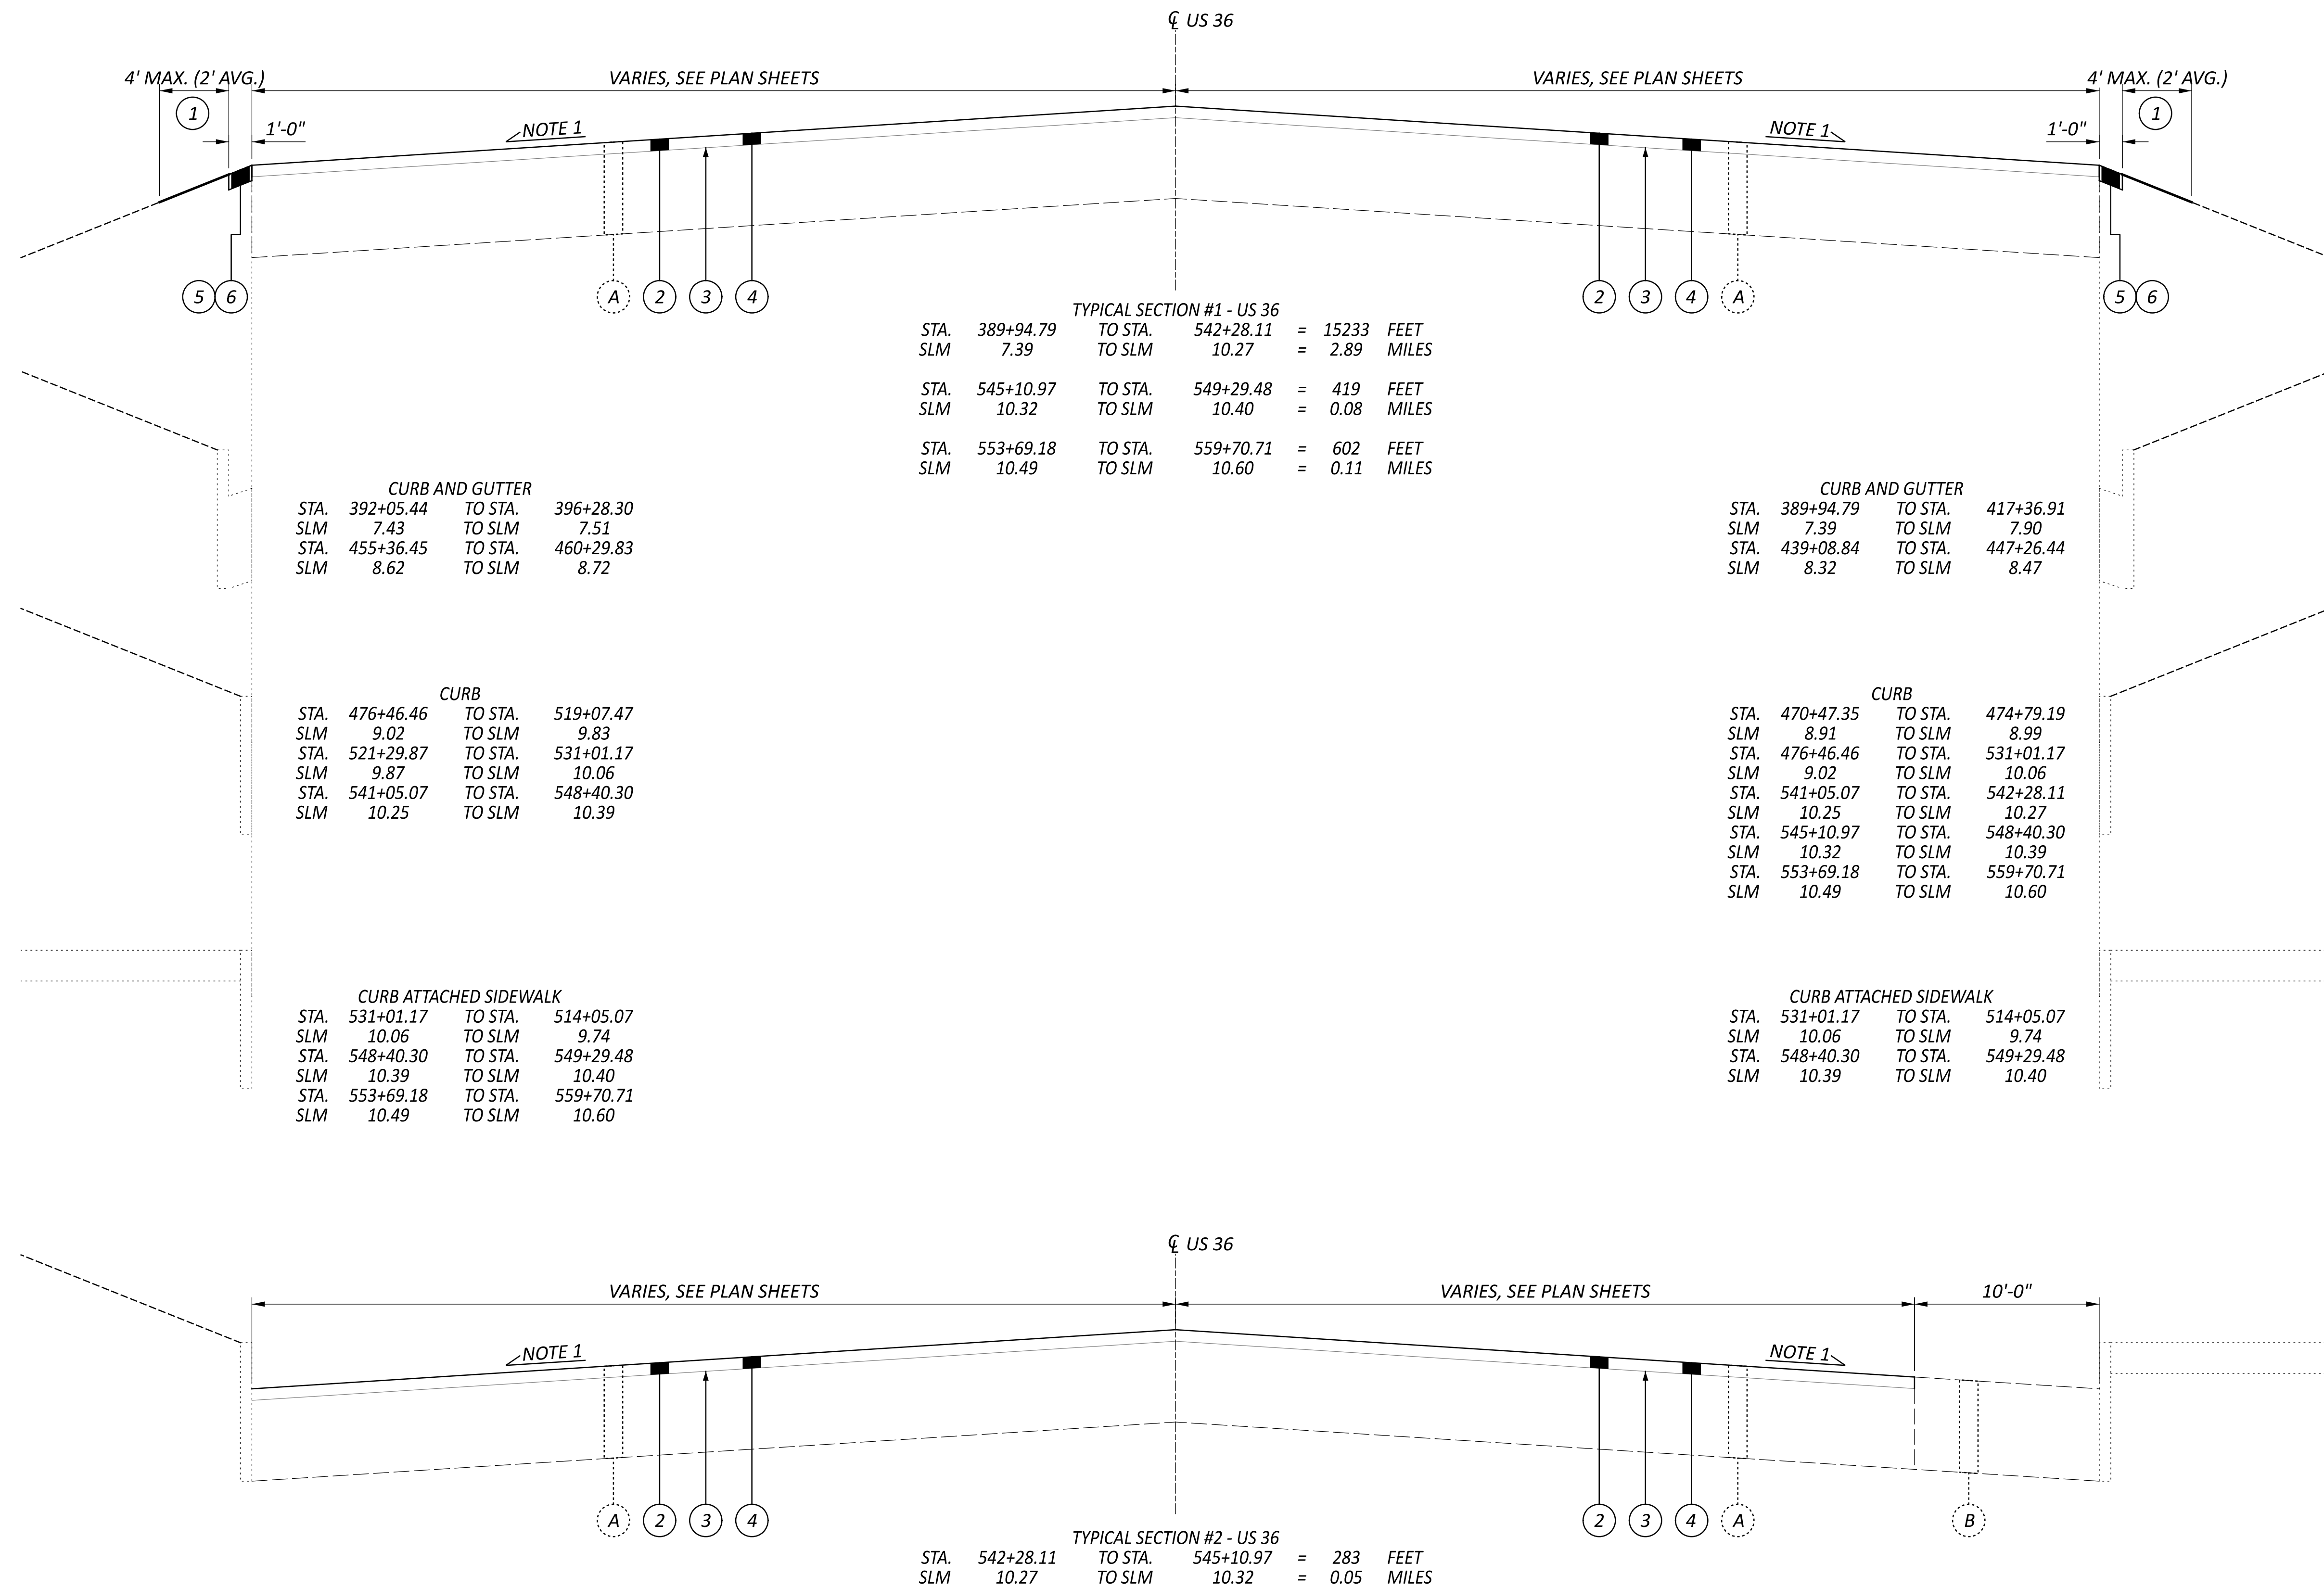 ℄ US 36
4' MAX. (2' AVG.) VARIES, SEE PLAN SHEETS VARIES, SEE PLAN SHEETS 4' MAX. (2' AVG.)
1 1
1'-0" NOTE 1 NOTE 1 1'-0"
5 6 A 2 3 4 2 3 4 A 5 6
TYPICAL SECTION #1 - US 36
STA. 389+94.79 TO STA. 542+28.11 = 15233 FEET
SLM 7.39 TO SLM 10.27 = 2.89 MILES
STA. 545+10.97 TO STA. 549+29.48 = 419 FEET
SLM 10.32 TO SLM 10.40 = 0.08 MILES
STA. 553+69.18 TO STA. 559+70.71 = 602 FEET
SLM 10.49 TO SLM 10.60 = 0.11 MILES
CURB AND GUTTER
STA. 392+05.44 TO STA. 396+28.30
SLM 7.43 TO SLM 7.51
STA. 455+36.45 TO STA. 460+29.83
SLM 8.62 TO SLM 8.72
CURB AND GUTTER
STA. 389+94.79 TO STA. 417+36.91
SLM 7.39 TO SLM 7.90
STA. 439+08.84 TO STA. 447+26.44
SLM 8.32 TO SLM 8.47
CURB
STA. 476+46.46 TO STA. 519+07.47
SLM 9.02 TO SLM 9.83
STA. 521+29.87 TO STA. 531+01.17
SLM 9.87 TO SLM 10.06
STA. 541+05.07 TO STA. 548+40.30
SLM 10.25 TO SLM 10.39
CURB
STA. 470+47.35 TO STA. 474+79.19
SLM 8.91 TO SLM 8.99
STA. 476+46.46 TO STA. 531+01.17
SLM 9.02 TO SLM 10.06
STA. 541+05.07 TO STA. 542+28.11
SLM 10.25 TO SLM 10.27
STA. 545+10.97 TO STA. 548+40.30
SLM 10.32 TO SLM 10.39
STA. 553+69.18 TO STA. 559+70.71
SLM 10.49 TO SLM 10.60
CURB ATTACHED SIDEWALK
STA. 531+01.17 TO STA. 514+05.07
SLM 10.06 TO SLM 9.74
STA. 548+40.30 TO STA. 549+29.48
SLM 10.39 TO SLM 10.40
STA. 553+69.18 TO STA. 559+70.71
SLM 10.49 TO SLM 10.60
CURB ATTACHED SIDEWALK
STA. 531+01.17 TO STA. 514+05.07
SLM 10.06 TO SLM 9.74
STA. 548+40.30 TO STA. 549+29.48
SLM 10.39 TO SLM 10.40
℄ US 36
VARIES, SEE PLAN SHEETS VARIES, SEE PLAN SHEETS 10'-0"
NOTE 1 NOTE 1
A 2 3 4 2 3 4 A B
TYPICAL SECTION #2 - US 36
STA. 542+28.11 TO STA. 545+10.97 = 283 FEET
SLM 10.27 TO SLM 10.32 = 0.05 MILES